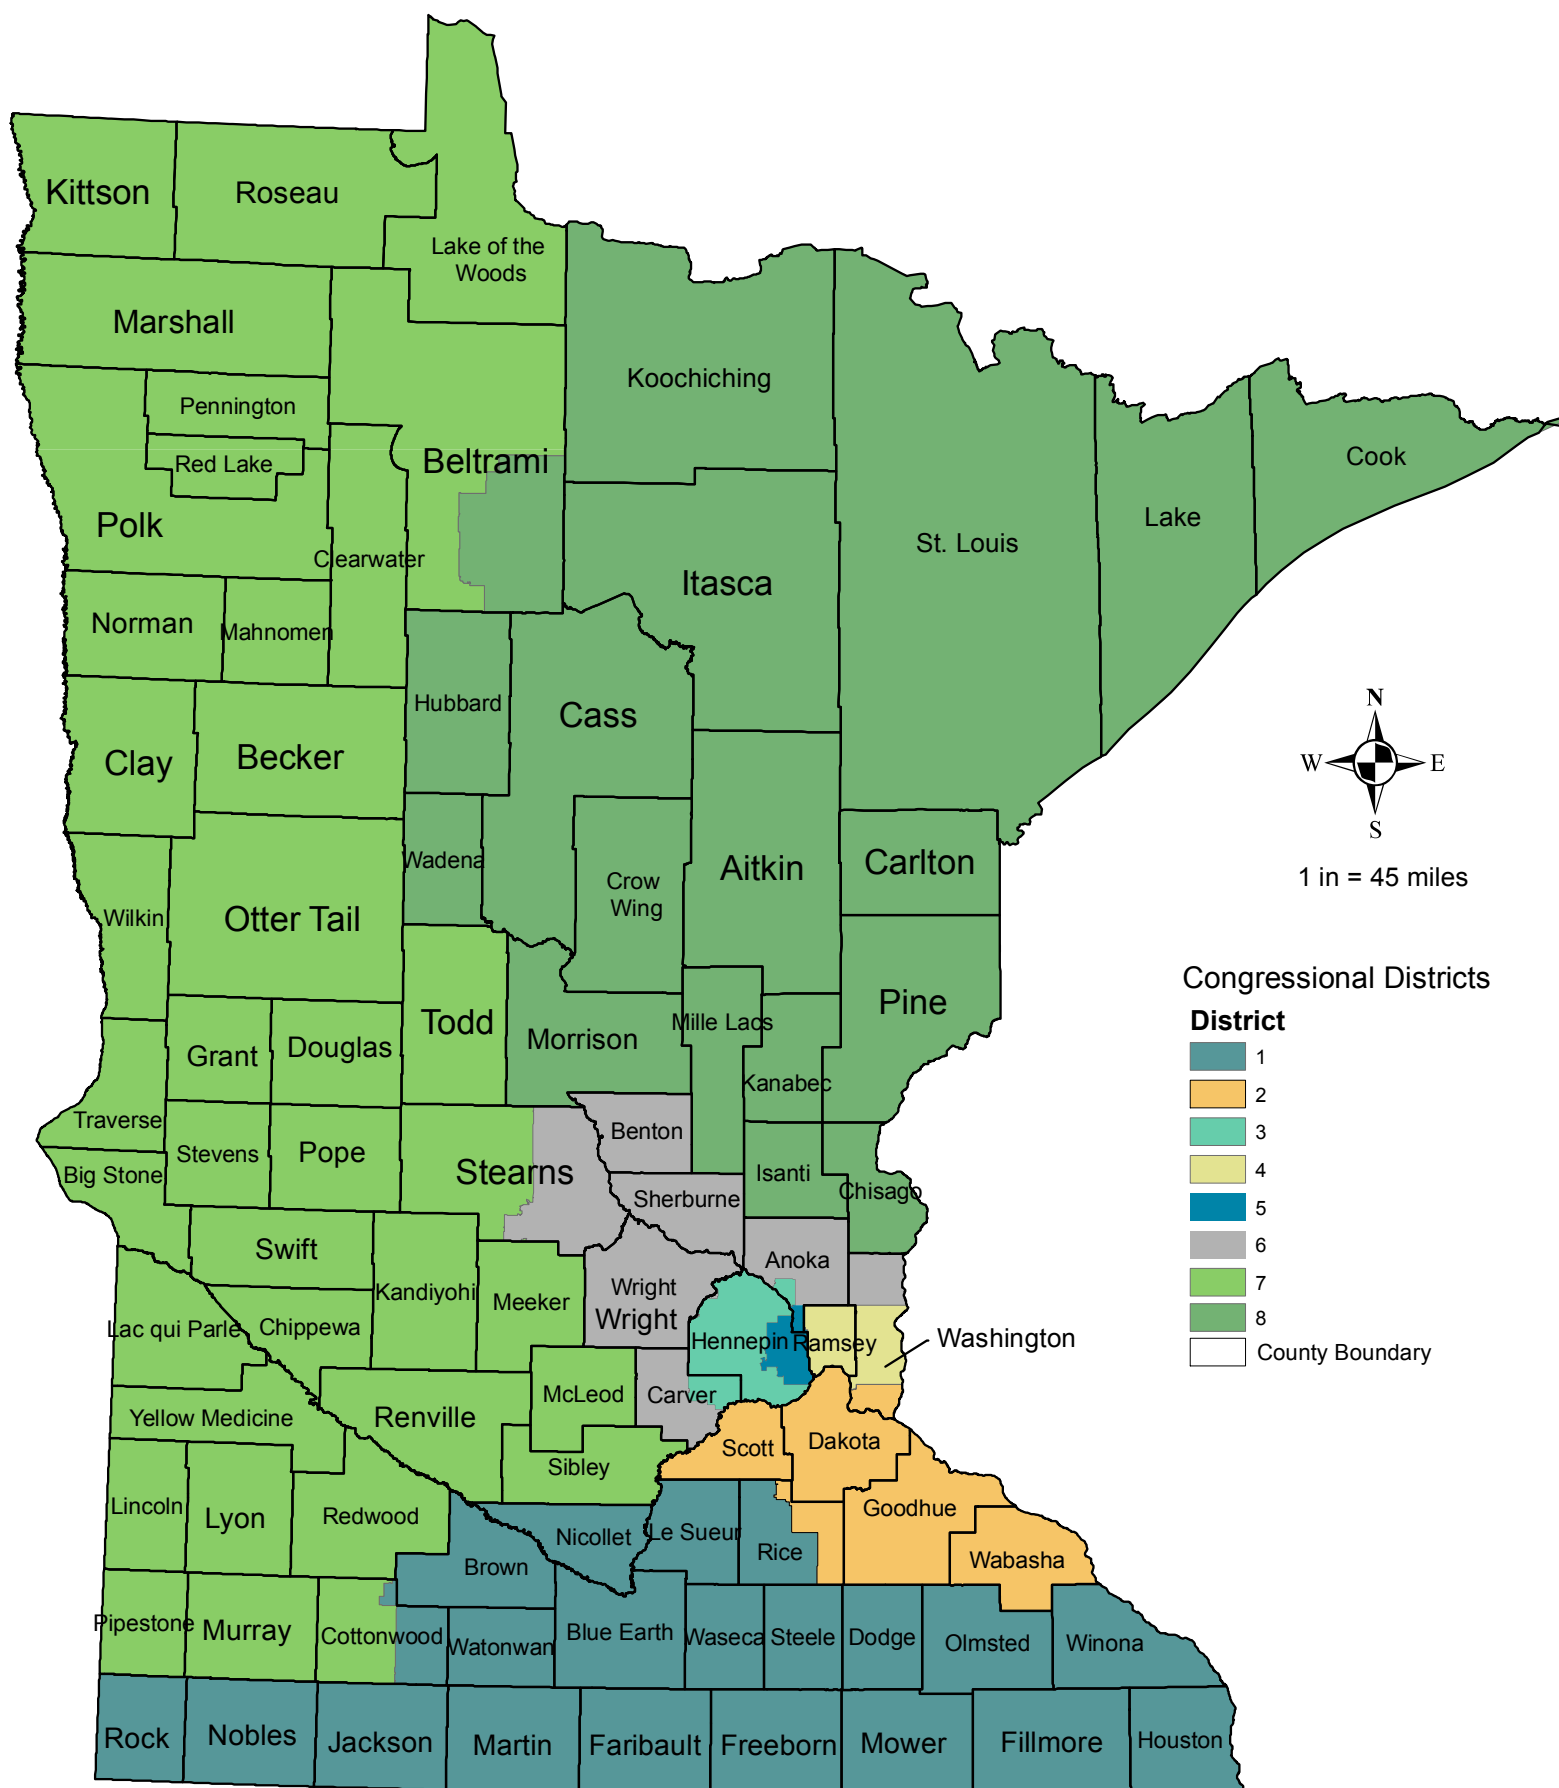 Kittson
Roseau
Lake of the
Woods
Marshall
Koochiching
Pennington
Red Lake
Beltrami
Cook
Polk
Lake
St. Louis
Clearwater
Itasca
Norman
Mahnomen
Hubbard
Cass
N
Clay
Becker
W
E
S
Wadena
Crow
Wing
Aitkin
Carlton
1 in = 45 miles
Wilkin
Otter Tail
Congressional Districts
District
Pine
Todd
Mille Lacs
Morrison
Grant
Douglas
1
Kanabec
2
Traverse
Benton
3
Stevens
Pope
Stearns
Big Stone
Isanti
4
Chisago
Sherburne
5
Swift
Anoka
6
Kandiyohi
Meeker
Wright
Wright
7
Lac qui Parle
Chippewa
8
Hennepin
Ramsey
Washington
County Boundary
McLeod
Carver
Yellow Medicine
Renville
Scott
Dakota
Sibley
Lincoln
Lyon
Redwood
Goodhue
Nicollet
Le Sueur
Rice
Brown
Wabasha
Pipestone
Murray
Cottonwood
Watonwan
Blue Earth
Waseca
Steele
Dodge
Olmsted
Winona
Rock
Nobles
Jackson
Martin
Faribault
Freeborn
Mower
Fillmore
Houston